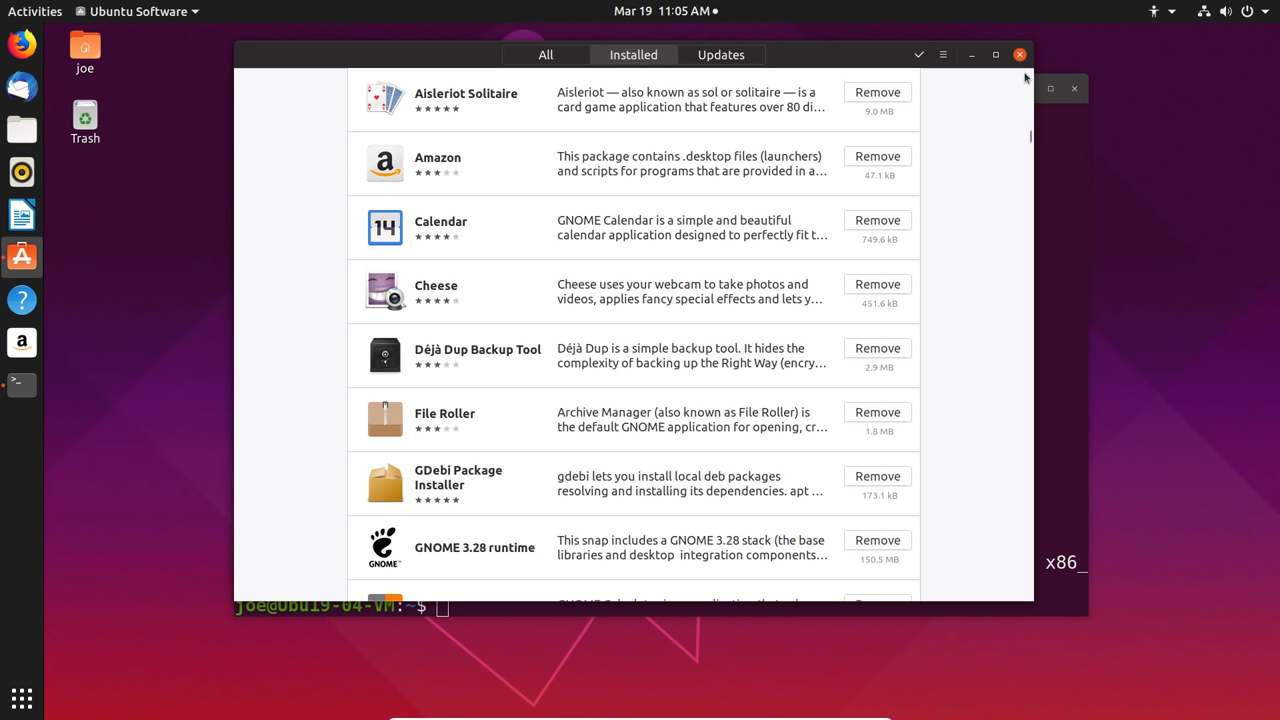 Activities
Ubuntu Software
Mar 19 11:05 AM
joe
Trash
All
Installed
Updates
Aisleriot Solitaire
Aisleriot — also known as sol or solitaire — is a
card game application that features over 80 di…
Remove
9.0 MB
Amazon
This package contains .desktop files (launchers)
and scripts for programs that are provided in a…
Remove
47.1 kB
14
Calendar
GNOME Calendar is a simple and beautiful
calendar application designed to perfectly fit t…
Remove
749.6 kB
Cheese
Cheese uses your webcam to take photos and
videos, applies fancy special effects and lets y…
Remove
451.6 kB
Déjà Dup Backup Tool
Déjà Dup is a simple backup tool. It hides the
complexity of backing up the Right Way (encry…
Remove
2.9 MB
File Roller
Archive Manager (also known as File Roller) is
the default GNOME application for opening, cr…
Remove
1.8 MB
GDebi Package
Installer
gdebi lets you install local deb packages
resolving and installing its dependencies. apt …
Remove
173.1 kB
GNOME
GNOME 3.28 runtime
This snap includes a GNOME 3.28 stack (the base
libraries and desktop integration components…
Remove
150.5 MB
x86_
joe@Ubu19-04-VM:~$